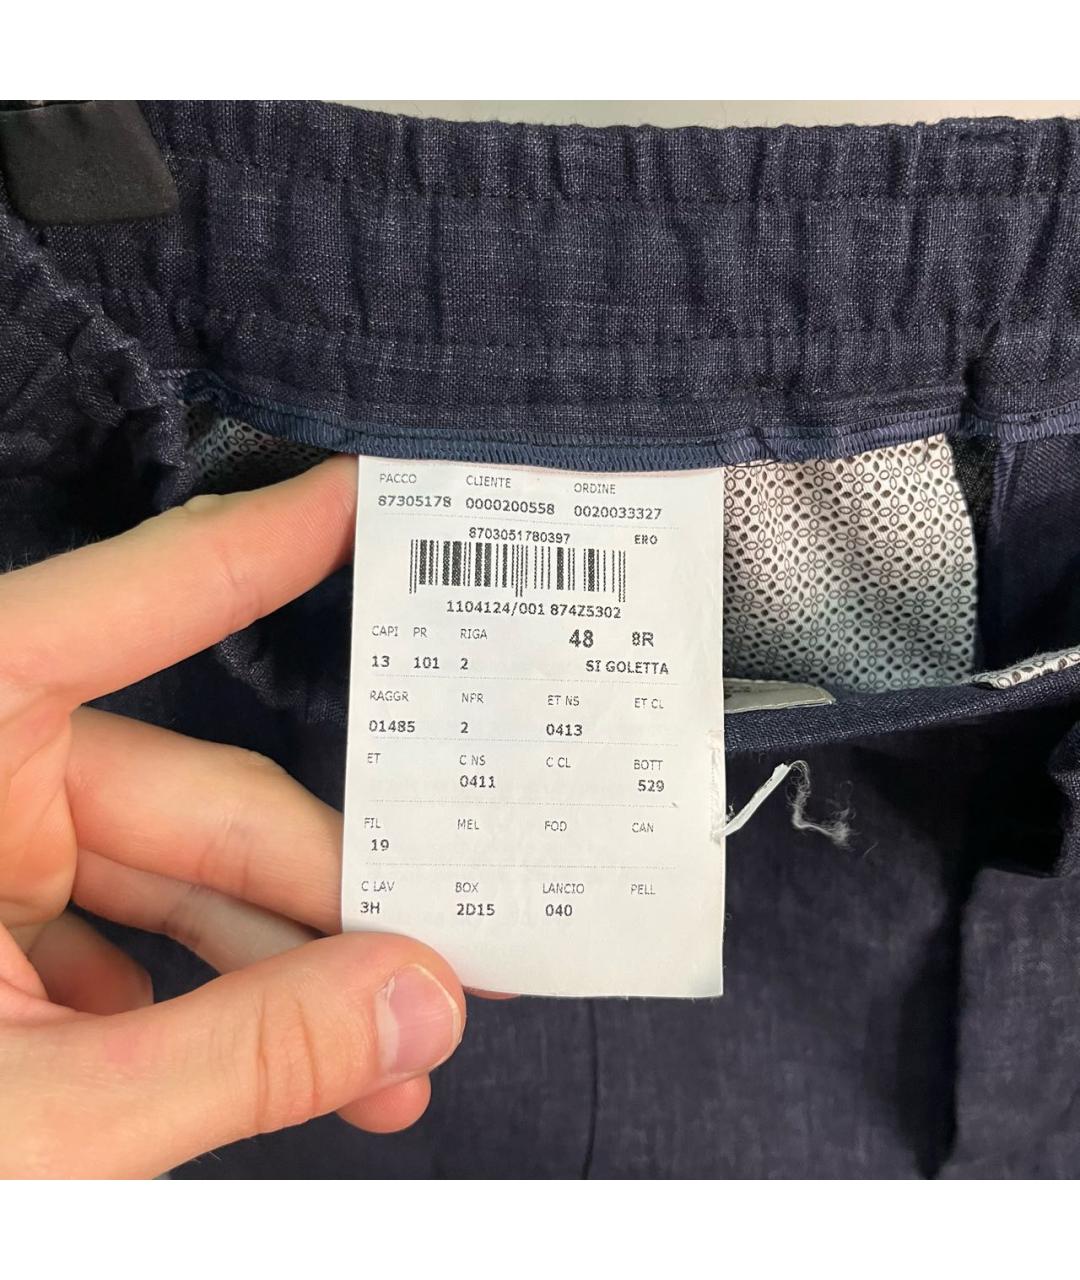 PACCO CLIENTE ORDINE
87305178 0000200558 0020033327
8703051780397 ERO
1104124/001 874Z5302
CAPI PR RIGA 48 8R
13 101 2 SI GOLETTA
RAGGR NPR ET NS ET CL
01485 2 0413
ET C NS C CL BOTT
0411 529
FIL MEL FOD CAN
19
C LAV BOX LANCIO PELL
3H 2D15 040